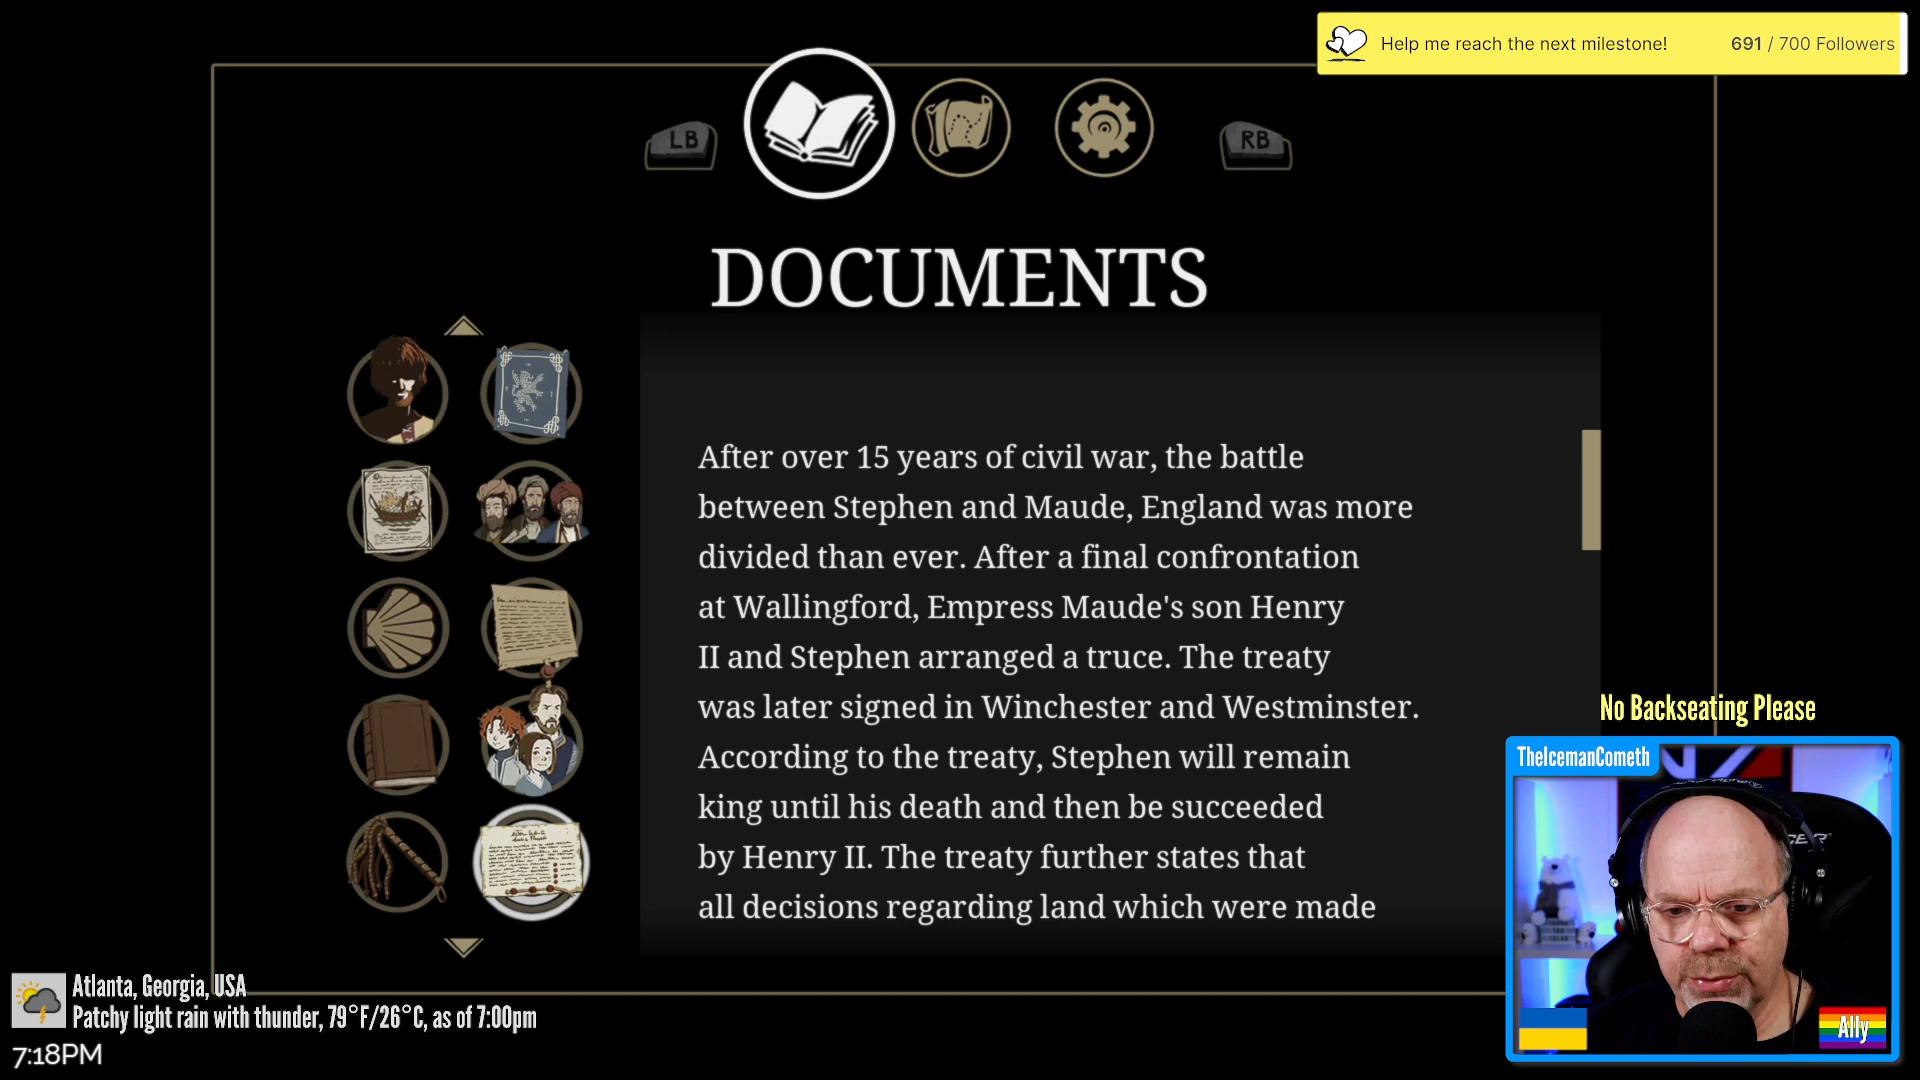 Help me reach the next milestone!
691 / 700 Followers
LB
RB
DOCUMENTS
After over 15 years of civil war, the battle
between Stephen and Maude, England was more
divided than ever. After a final confrontation
at Wallingford, Empress Maude's son Henry
II and Stephen arranged a truce. The treaty
was later signed in Winchester and Westminster.
According to the treaty, Stephen will remain
king until his death and then be succeeded
by Henry II. The treaty further states that
all decisions regarding land which were made
No Backseating Please
TheIcemanCometh
Ally
Atlanta, Georgia, USA
Patchy light rain with thunder, 79°F/26°C, as of 7:00pm
7:18PM